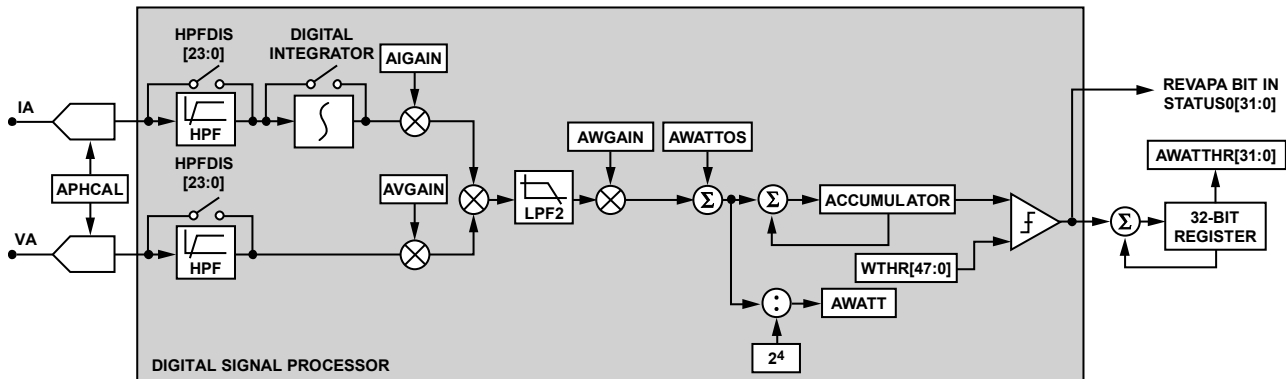 HPFDIS
[23:0]
DIGITAL
INTEGRATOR
AIGAIN
IA
HPF
REVAPA BIT IN
STATUS0[31:0]
HPFDIS
[23:0]
APHCAL
AVGAIN
LPF2
AWGAIN
AWATTOS
Σ
Σ
ACCUMULATOR
AWATTHR[31:0]
Σ
32-BIT
REGISTER
VA
HPF
WTHR[47:0]
:
AWATT
24
DIGITAL SIGNAL PROCESSOR